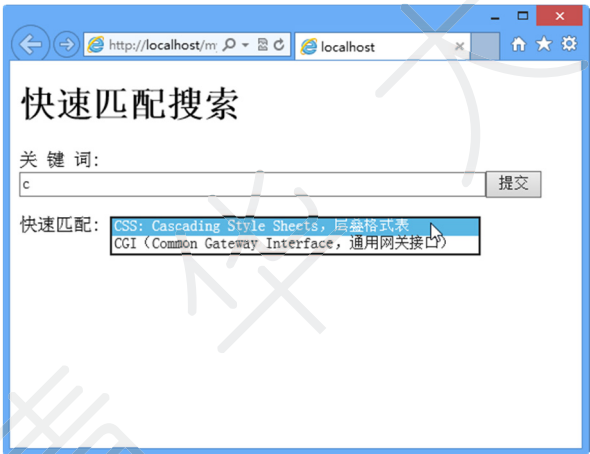 http://localhost/m
localhost
快速匹配搜索
关 键 词:
c
提交
快速匹配:
CSS: Cascading Style Sheets，层叠格式表
CGI（Common Gateway Interface，通用网关接口）